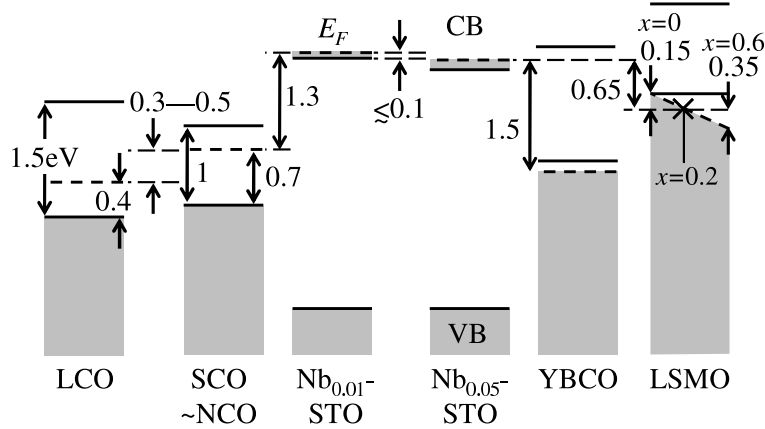 E_F
CB
x=0
0.15
x=0.6
0.35
0.3—0.5
1.3
≲0.1
0.65
1.5eV
1
0.7
1.5
0.4
x=0.2
VB
LCO
SCO
~NCO
Nb0.01-
STO
Nb0.05-
STO
YBCO
LSMO